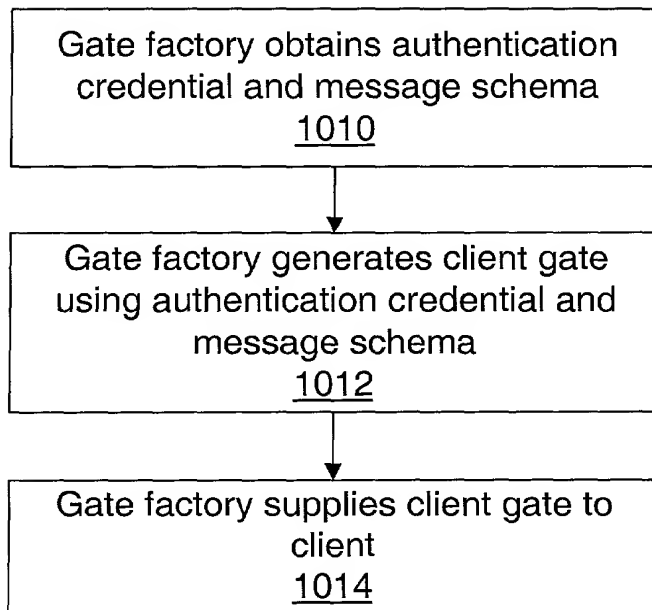 Gate factory obtains authentication
credential and message schema
1010
Gate factory generates client gate
using authentication credential and
message schema
1012
Gate factory supplies client gate to
client
1014